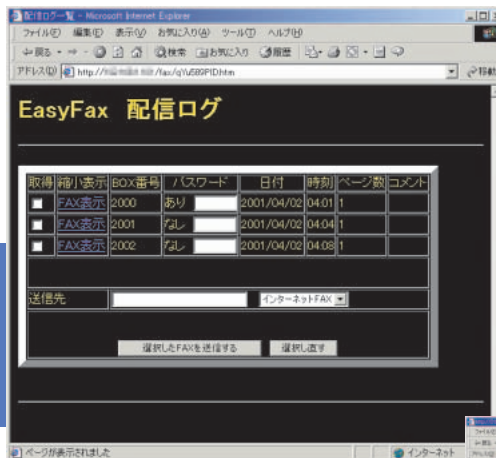 配信ログ一覧 - Microsoft Internet Explorer
ファイル(F) 編集(E) 表示(V) お気に入り(A) ツール(T) ヘルプ(H)
戻る 検索 お気に入り 履歴
アドレス(D) http:// /fax/qYu5B9PID.htm 移動
EasyFax 配信ログ
取得 縮小表示 BOX番号 パスワード 日付 時刻 ページ数 コメント
FAX表示 2000 あり 2001/04/02 04:01 1
FAX表示 2001 なし 2001/04/02 04:04 1
FAX表示 2002 なし 2001/04/02 04:08 1
送信先 インターネットFAX
選択したFAXを送信する 選択し直す
ページが表示されました インターネット